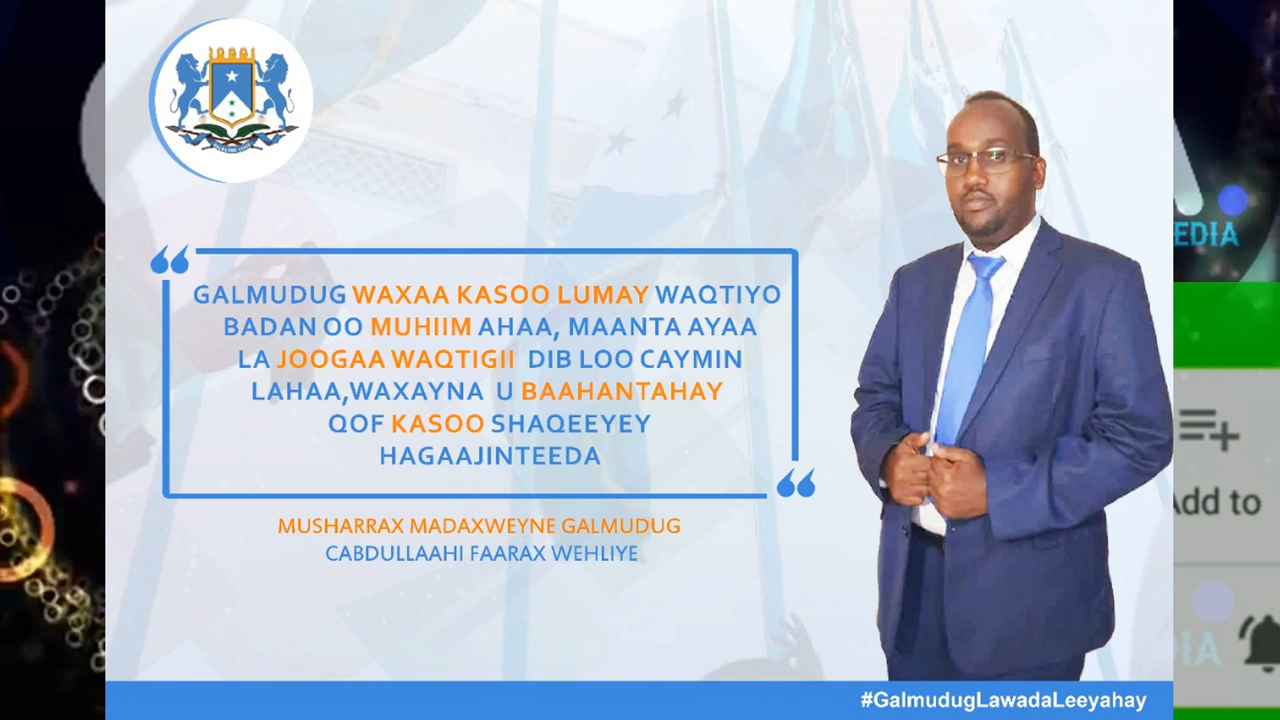 GALMUDUG WAXAA KASOO LUMAY WAQTIYO
BADAN OO MUHIIM AHAA, MAANTA AYAA
LA JOOGAA WAQTIGII DIB LOO CAYMIN
LAHAA,WAXAYNA U BAAHANTAHAY
QOF KASOO SHAQEEYEY
HAGAAJINTEEDA
MUSHARRAX MADAXWEYNE GALMUDUG
CABDULLAAHI FAARAX WEHLIYE
#GalmudugLawadaLeeyahay
EDIA
Add to
DIA